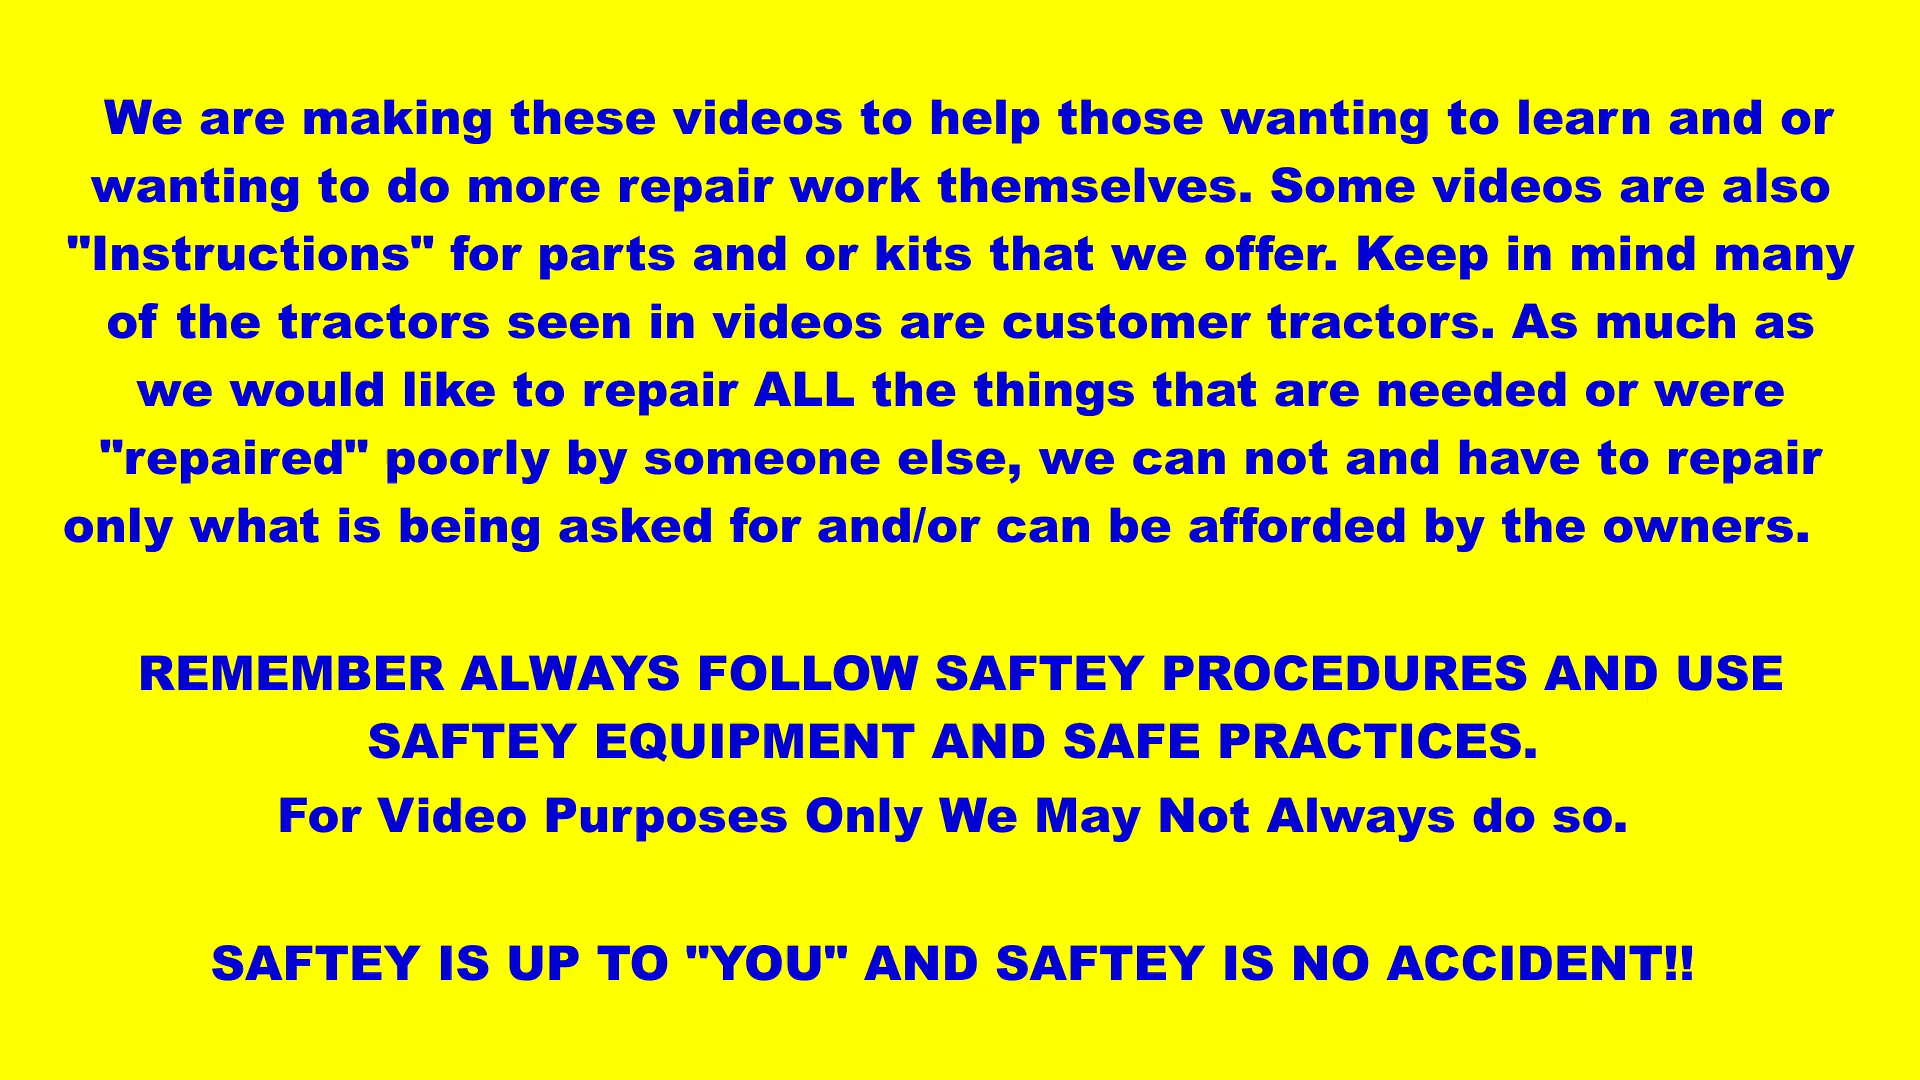 We are making these videos to help those wanting to learn and or
wanting to do more repair work themselves. Some videos are also
"Instructions" for parts and or kits that we offer. Keep in mind many
of the tractors seen in videos are customer tractors. As much as
we would like to repair ALL the things that are needed or were
"repaired" poorly by someone else, we can not and have to repair
only what is being asked for and/or can be afforded by the owners.
REMEMBER ALWAYS FOLLOW SAFTEY PROCEDURES AND USE
SAFTEY EQUIPMENT AND SAFE PRACTICES.
For Video Purposes Only We May Not Always do so.
SAFTEY IS UP TO "YOU" AND SAFTEY IS NO ACCIDENT!!